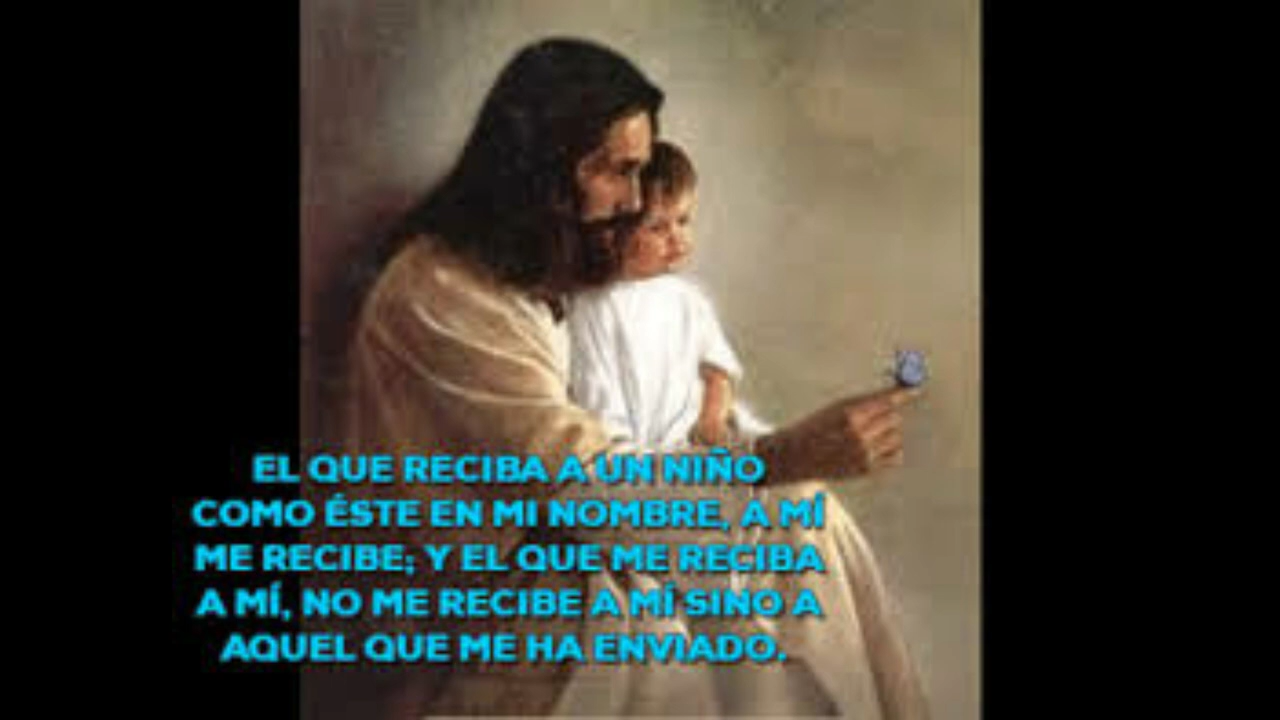 EL QUE RECIBA A UN NIÑO
COMO ÉSTE EN MI NOMBRE, A MÍ
ME RECIBE; Y EL QUE ME RECIBA
A MÍ, NO ME RECIBE A MÍ SINO A
AQUEL QUE ME HA ENVIADO.